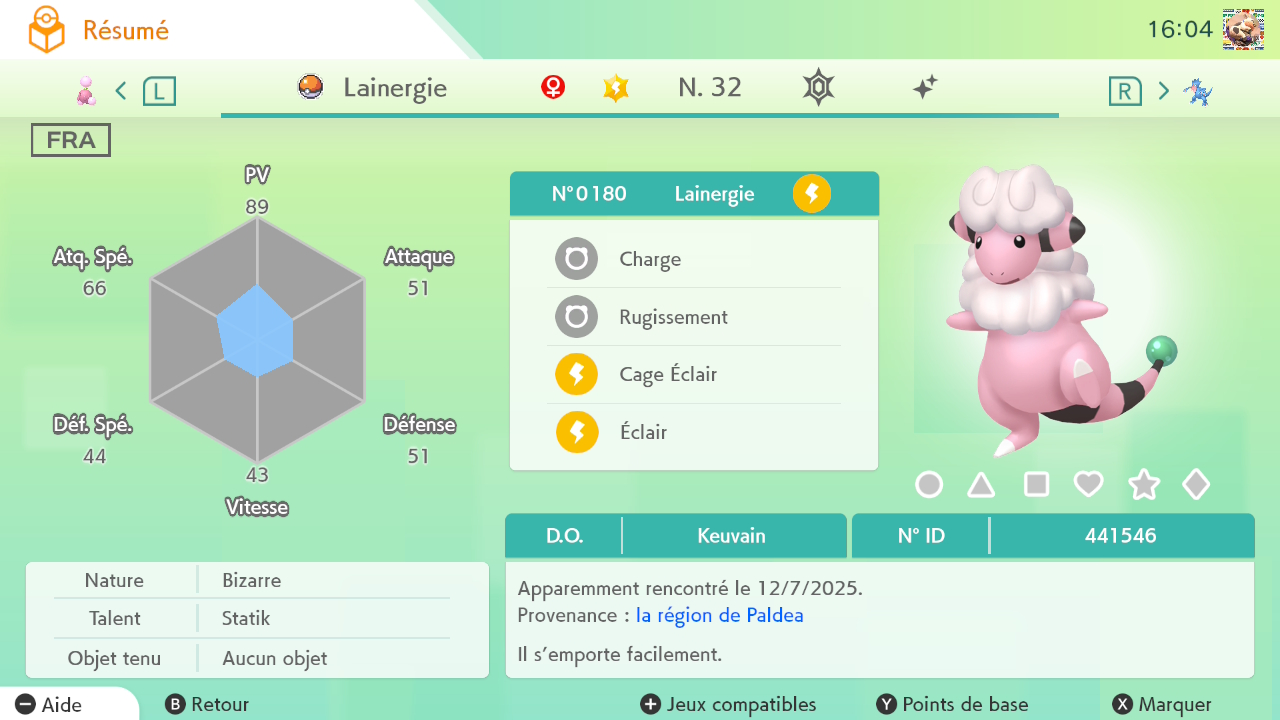 Résumé
16:04
L
Lainergie
N. 32
R
FRA
PV
89
Atq. Spé.
66
Attaque
51
Déf. Spé.
44
Défense
51
43
Vitesse
N°0180 Lainergie
Charge
Rugissement
Cage Éclair
Éclair
D.O. Keuvain
N° ID 441546
Nature Bizarre
Talent Statik
Objet tenu Aucun objet
Apparemment rencontré le 12/7/2025.
Provenance : la région de Paldea
Il s'emporte facilement.
Aide
B Retour
Jeux compatibles
Y Points de base
X Marquer